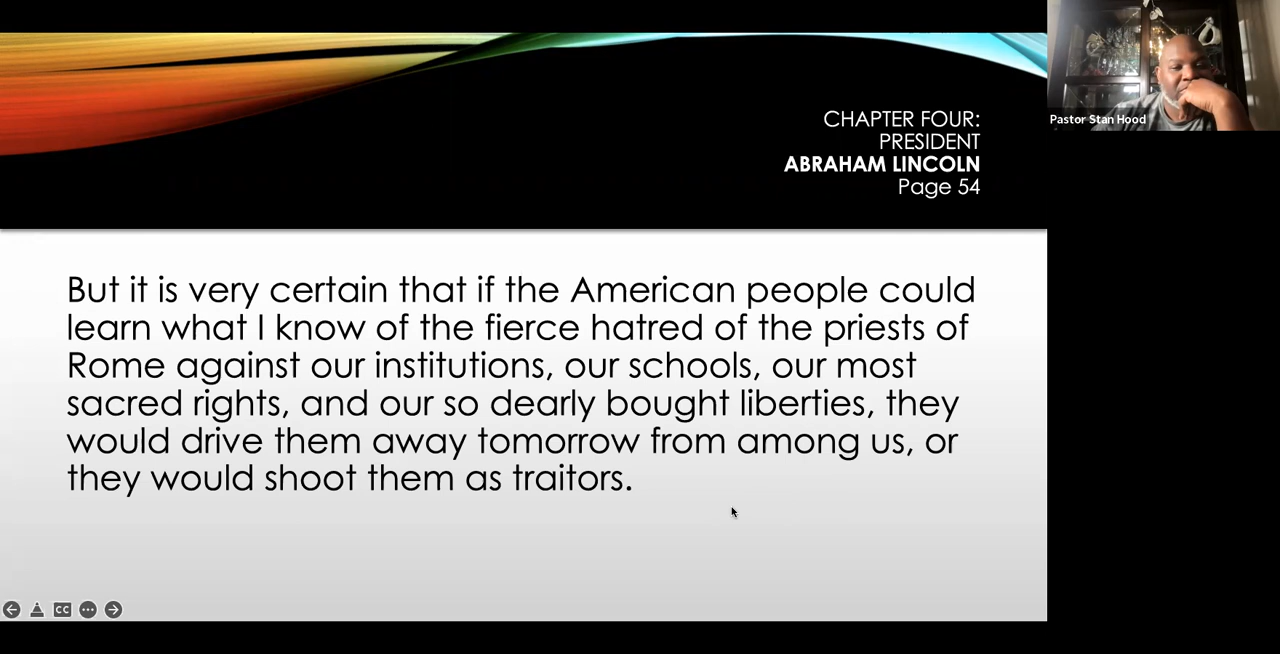 CHAPTER FOUR:
PRESIDENT
ABRAHAM LINCOLN
Page 54
Pastor Stan Hood
But it is very certain that if the American people could
learn what I know of the fierce hatred of the priests of
Rome against our institutions, our schools, our most
sacred rights, and our so dearly bought liberties, they
would drive them away tomorrow from among us, or
they would shoot them as traitors.
CC